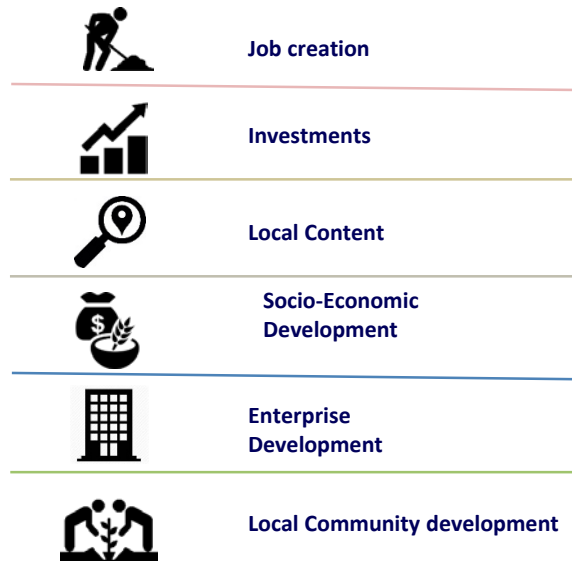 Job creation
Investments
Local Content
Socio-Economic
Development
Enterprise
Development
Local Community development